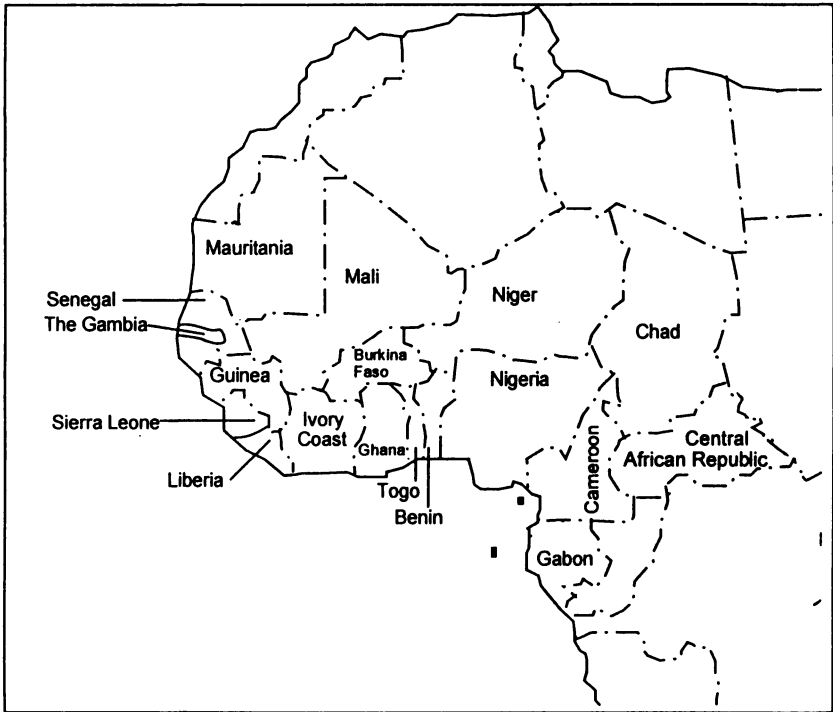 Mauritania
Mali
Niger
Chad
Senegal
The Gambia
Burkina
Faso
Guinea
Nigeria
Sierra Leone
Ivory
Coast
Ghana
Liberia
Togo
Benin
Cameroon
Central
African Republic
Gabon